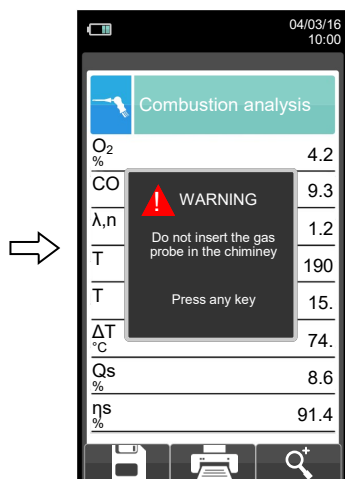 04/03/16
10:00
Combustion analysis
O2
%
4.2
CO
9.3
λ,n
1.2
T
190
T
15.
ΔT
°C
74.
Qs
%
8.6
ηs
%
91.4
! WARNING
Do not insert the gas
probe in the chiminey
Press any key